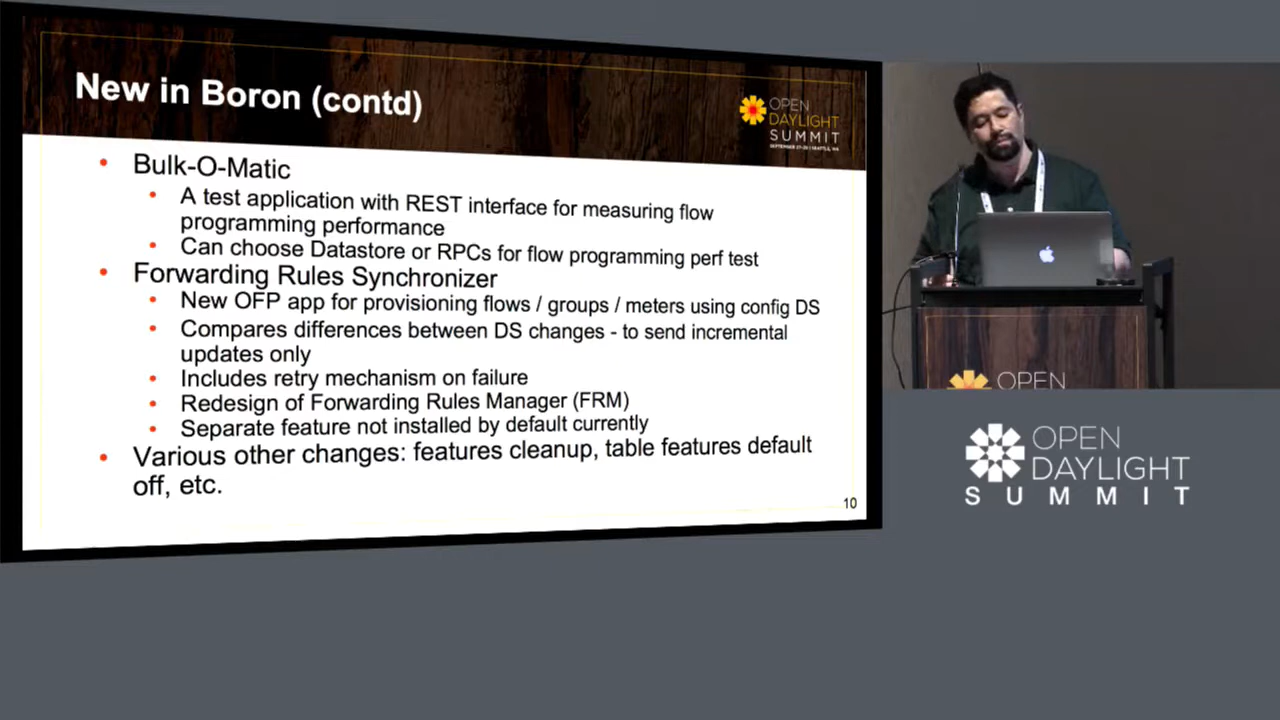 New in Boron (contd)
OPEN
DAYLIGHT
SUMMIT
• Bulk-O-Matic
• A test application with REST interface for measuring flow
programming performance
• Can choose Datastore or RPCs for flow programming perf test
• Forwarding Rules Synchronizer
• New OFP app for provisioning flows / groups / meters using config DS
• Compares differences between DS changes - to send incremental
updates only
• Includes retry mechanism on failure
• Redesign of Forwarding Rules Manager (FRM)
• Separate feature not installed by default currently
• Various other changes: features cleanup, table features default
off, etc.
10
OPEN
OPEN
DAYLIGHT
SUMMIT